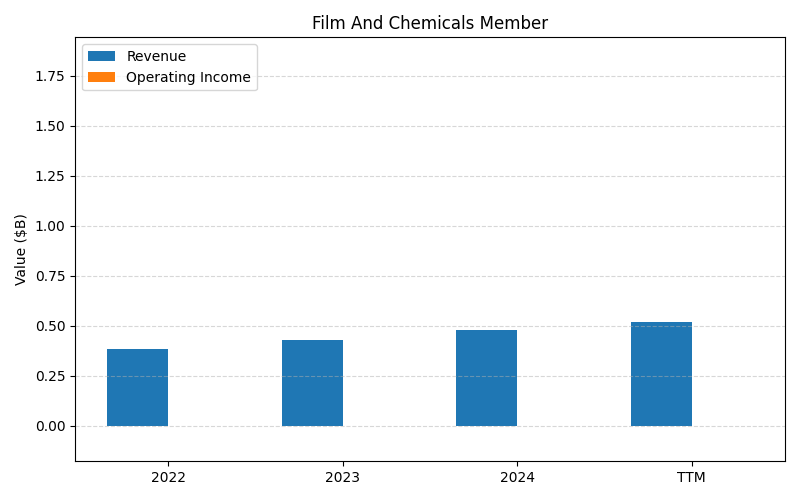 Film And Chemicals Member
Revenue
Operating Income
Value ($B)
1.75
1.50
1.25
1.00
0.75
0.50
0.25
0.00
2022
2023
2024
TTM